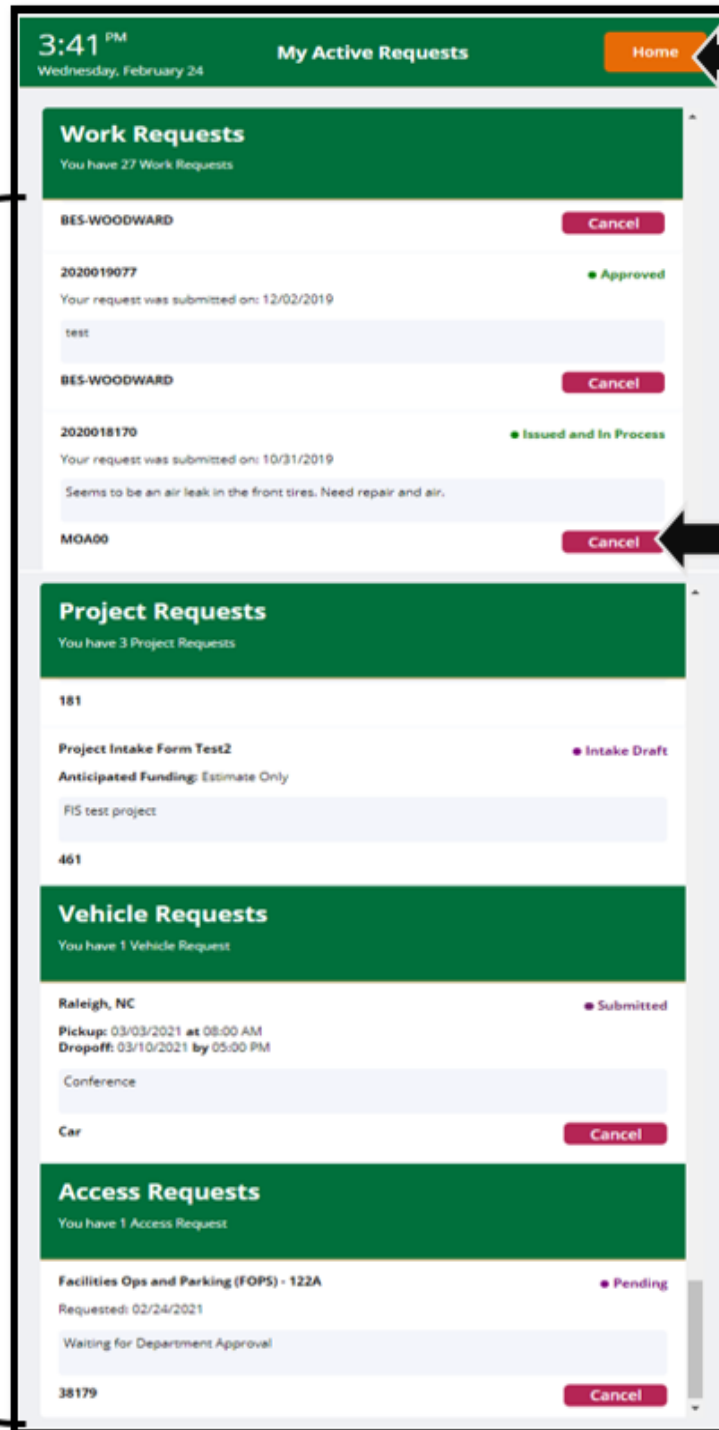 3:41 PM
Wednesday, February 24
My Active Requests
Home
Work Requests
You have 27 Work Requests
BES-WOODWARD
Cancel
2020019077
Approved
Your request was submitted on: 12/02/2019
test
BES-WOODWARD
Cancel
2020018170
Issued and In Process
Your request was submitted on: 10/31/2019
Seems to be an air leak in the front tires. Need repair and air.
MOA00
Cancel
Project Requests
You have 3 Project Requests
181
Project Intake Form Test2
Intake Draft
Anticipated Funding: Estimate Only
FIS test project
461
Vehicle Requests
You have 1 Vehicle Request
Raleigh, NC
Submitted
Pickup: 03/03/2021 at 08:00 AM
Dropoff: 03/10/2021 by 05:00 PM
Conference
Car
Cancel
Access Requests
You have 1 Access Request
Facilities Ops and Parking (FOPS) - 122A
Pending
Requested: 02/24/2021
Waiting for Department Approval
38179
Cancel